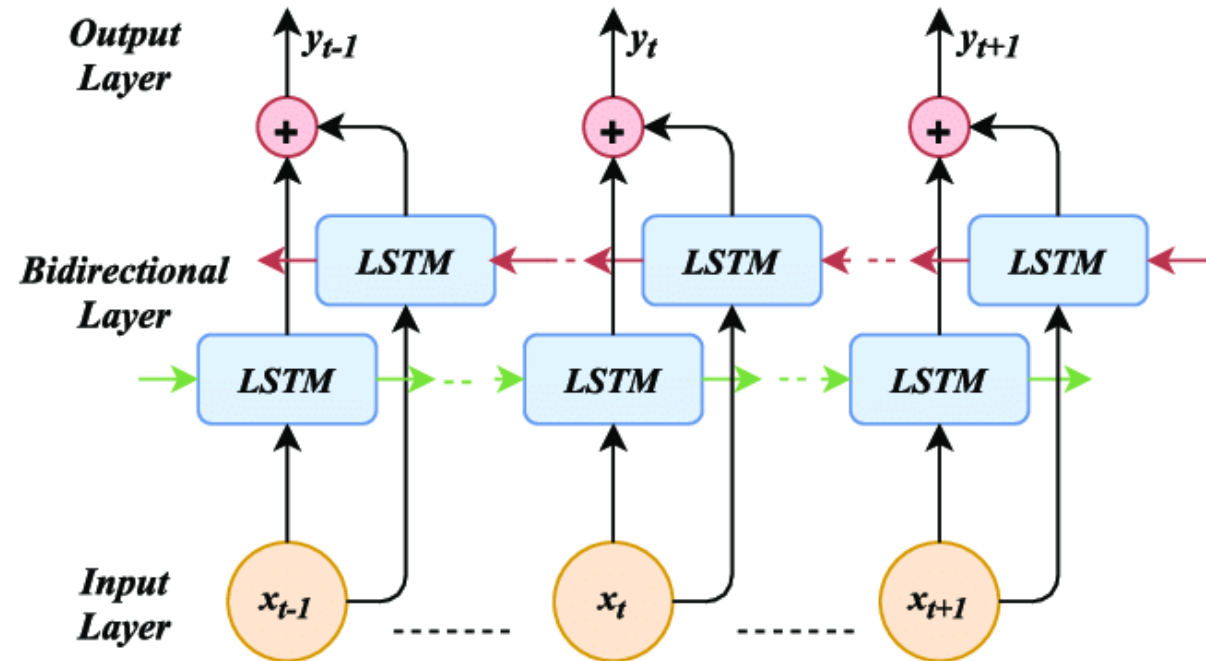 Output
Layer
y_{t-1}
y_t
y_{t+1}
+
+
+
Bidirectional
Layer
LSTM
LSTM
LSTM
LSTM
LSTM
LSTM
Input
Layer
x_{t-1}
x_t
x_{t+1}